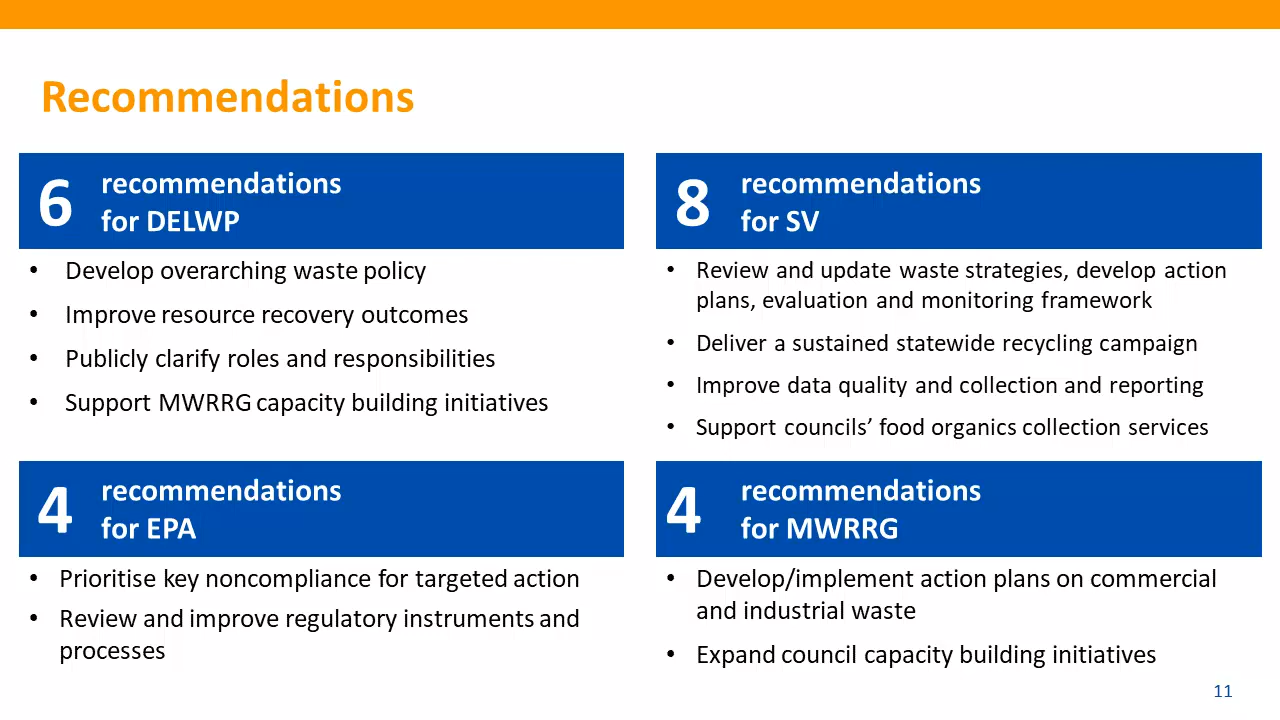 Recommendations
6
recommendations
for DELWP
• Develop overarching waste policy
• Improve resource recovery outcomes
• Publicly clarify roles and responsibilities
• Support MWRRG capacity building initiatives
8
recommendations
for SV
• Review and update waste strategies, develop action
plans, evaluation and monitoring framework
• Deliver a sustained statewide recycling campaign
• Improve data quality and collection and reporting
• Support councils’ food organics collection services
4
recommendations
for EPA
• Prioritise key noncompliance for targeted action
• Review and improve regulatory instruments and
processes
4
recommendations
for MWRRG
• Develop/implement action plans on commercial
and industrial waste
• Expand council capacity building initiatives
11